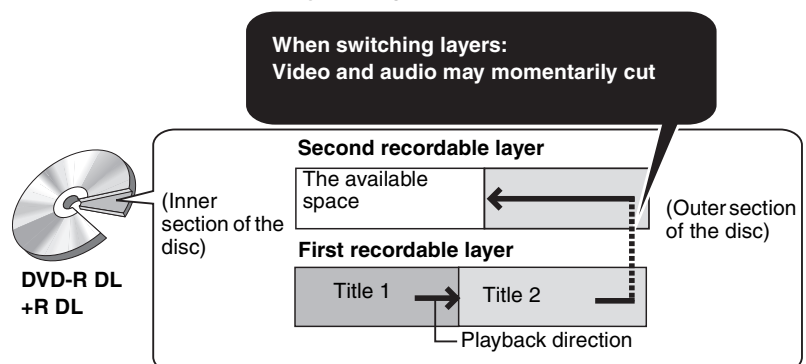 When switching layers:
Video and audio may momentarily cut
Second recordable layer
The available
space
(Inner
section of the
disc)
(Outer section
of the disc)
First recordable layer
DVD-R DL
+R DL
Title 1
Title 2
Playback direction